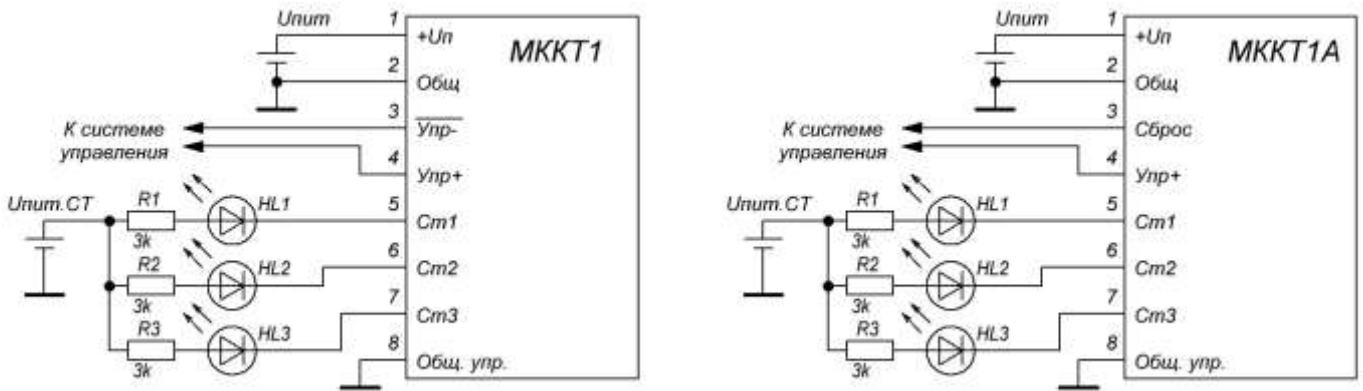 Uпит
1
+Uп
МККТ1
2
Общ
3
Упр-
К системе
управления
4
Упр+
Uпит.СТ
R1
HL1
5
Ст1
3k
R2
HL2
6
Ст2
3k
R3
HL3
7
Ст3
3k
8
Общ. упр.
Uпит
1
+Uп
МККТ1А
2
Общ
3
Сброс
К системе
управления
4
Упр+
Uпит.СТ
R1
HL1
5
Ст1
3k
R2
HL2
6
Ст2
3k
R3
HL3
7
Ст3
3k
8
Общ. упр.